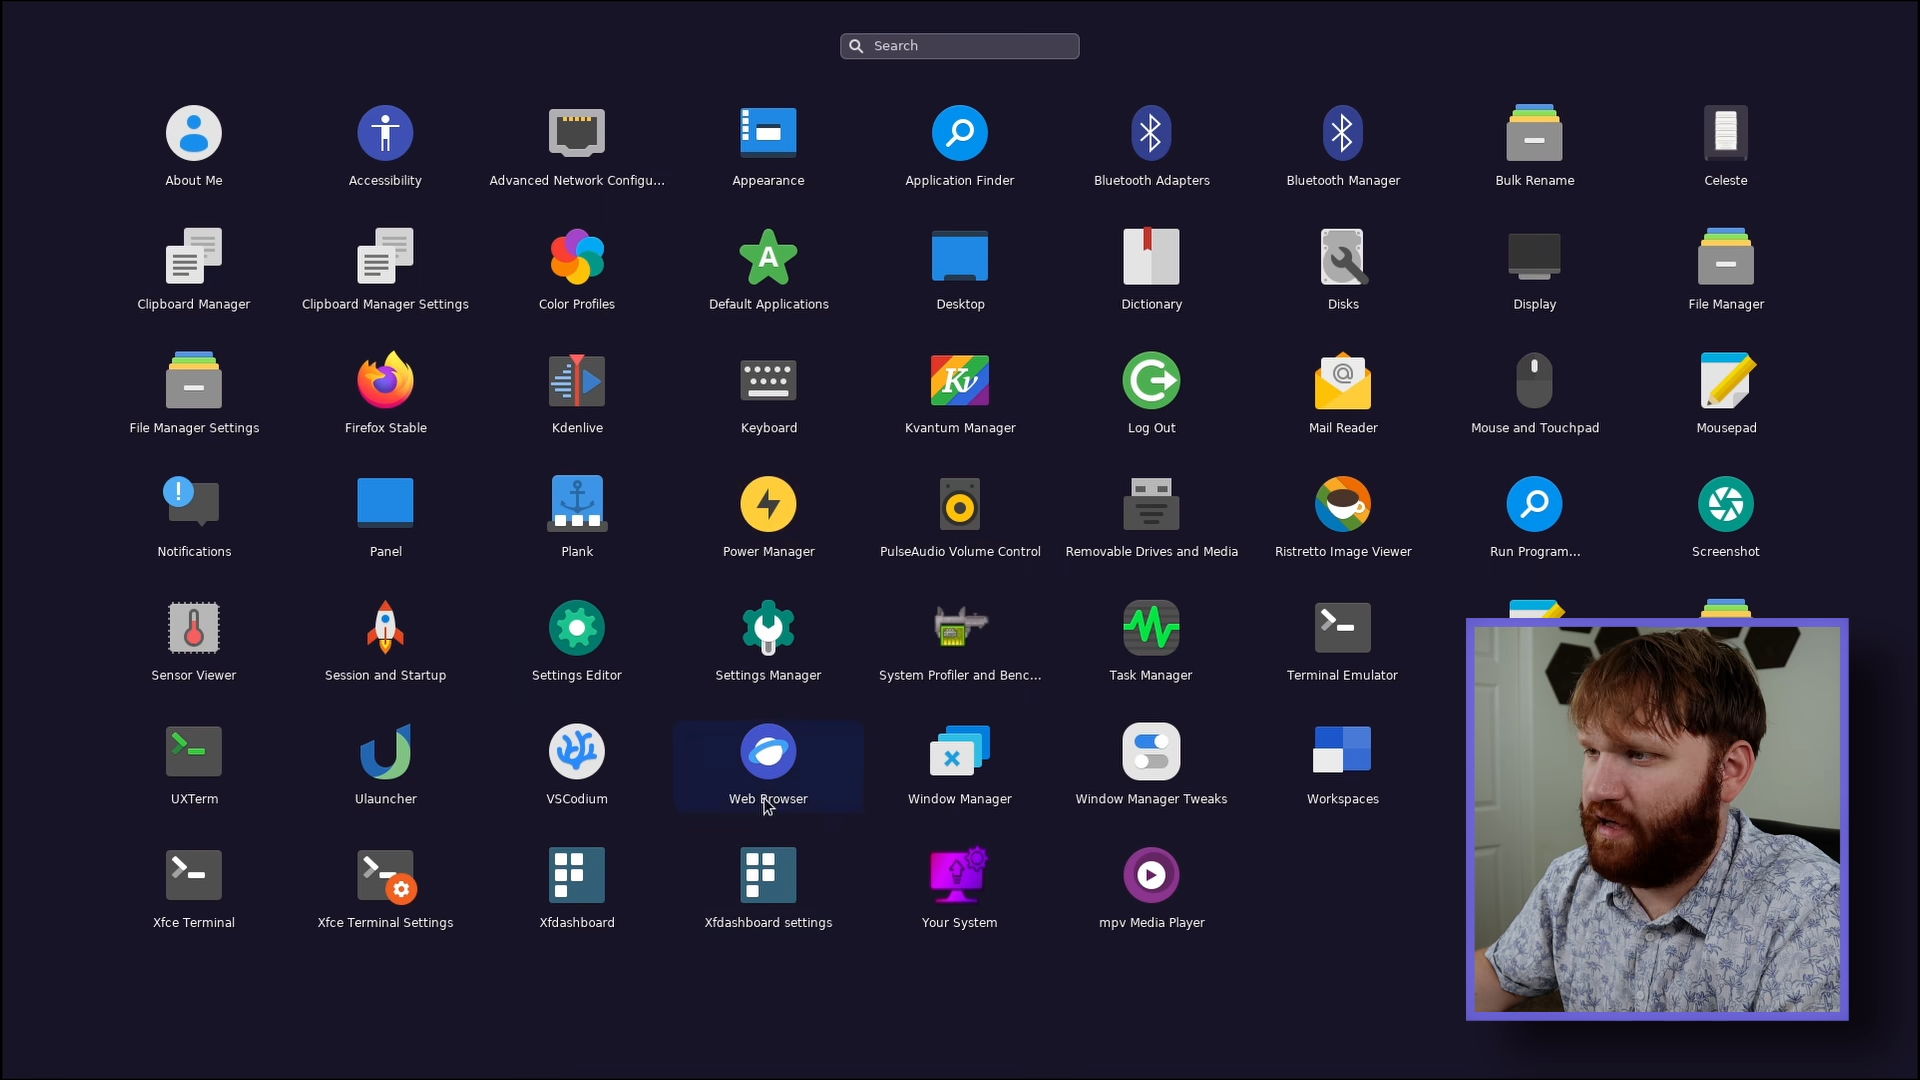 Search
About Me
Accessibility
Advanced Network Configu...
Appearance
Application Finder
Bluetooth Adapters
Bluetooth Manager
Bulk Rename
Celeste
Clipboard Manager
Clipboard Manager Settings
Color Profiles
Default Applications
Desktop
Dictionary
Disks
Display
File Manager
File Manager Settings
Firefox Stable
Kdenlive
Keyboard
Kvantum Manager
Log Out
Mail Reader
Mouse and Touchpad
Mousepad
Notifications
Panel
Plank
Power Manager
PulseAudio Volume Control
Removable Drives and Media
Ristretto Image Viewer
Run Program...
Screenshot
Sensor Viewer
Session and Startup
Settings Editor
Settings Manager
System Profiler and Benc...
Task Manager
Terminal Emulator
UXTerm
Ulauncher
VSCodium
Web Browser
Window Manager
Window Manager Tweaks
Workspaces
Xfce Terminal
Xfce Terminal Settings
Xfdashboard
Xfdashboard settings
Your System
mpv Media Player